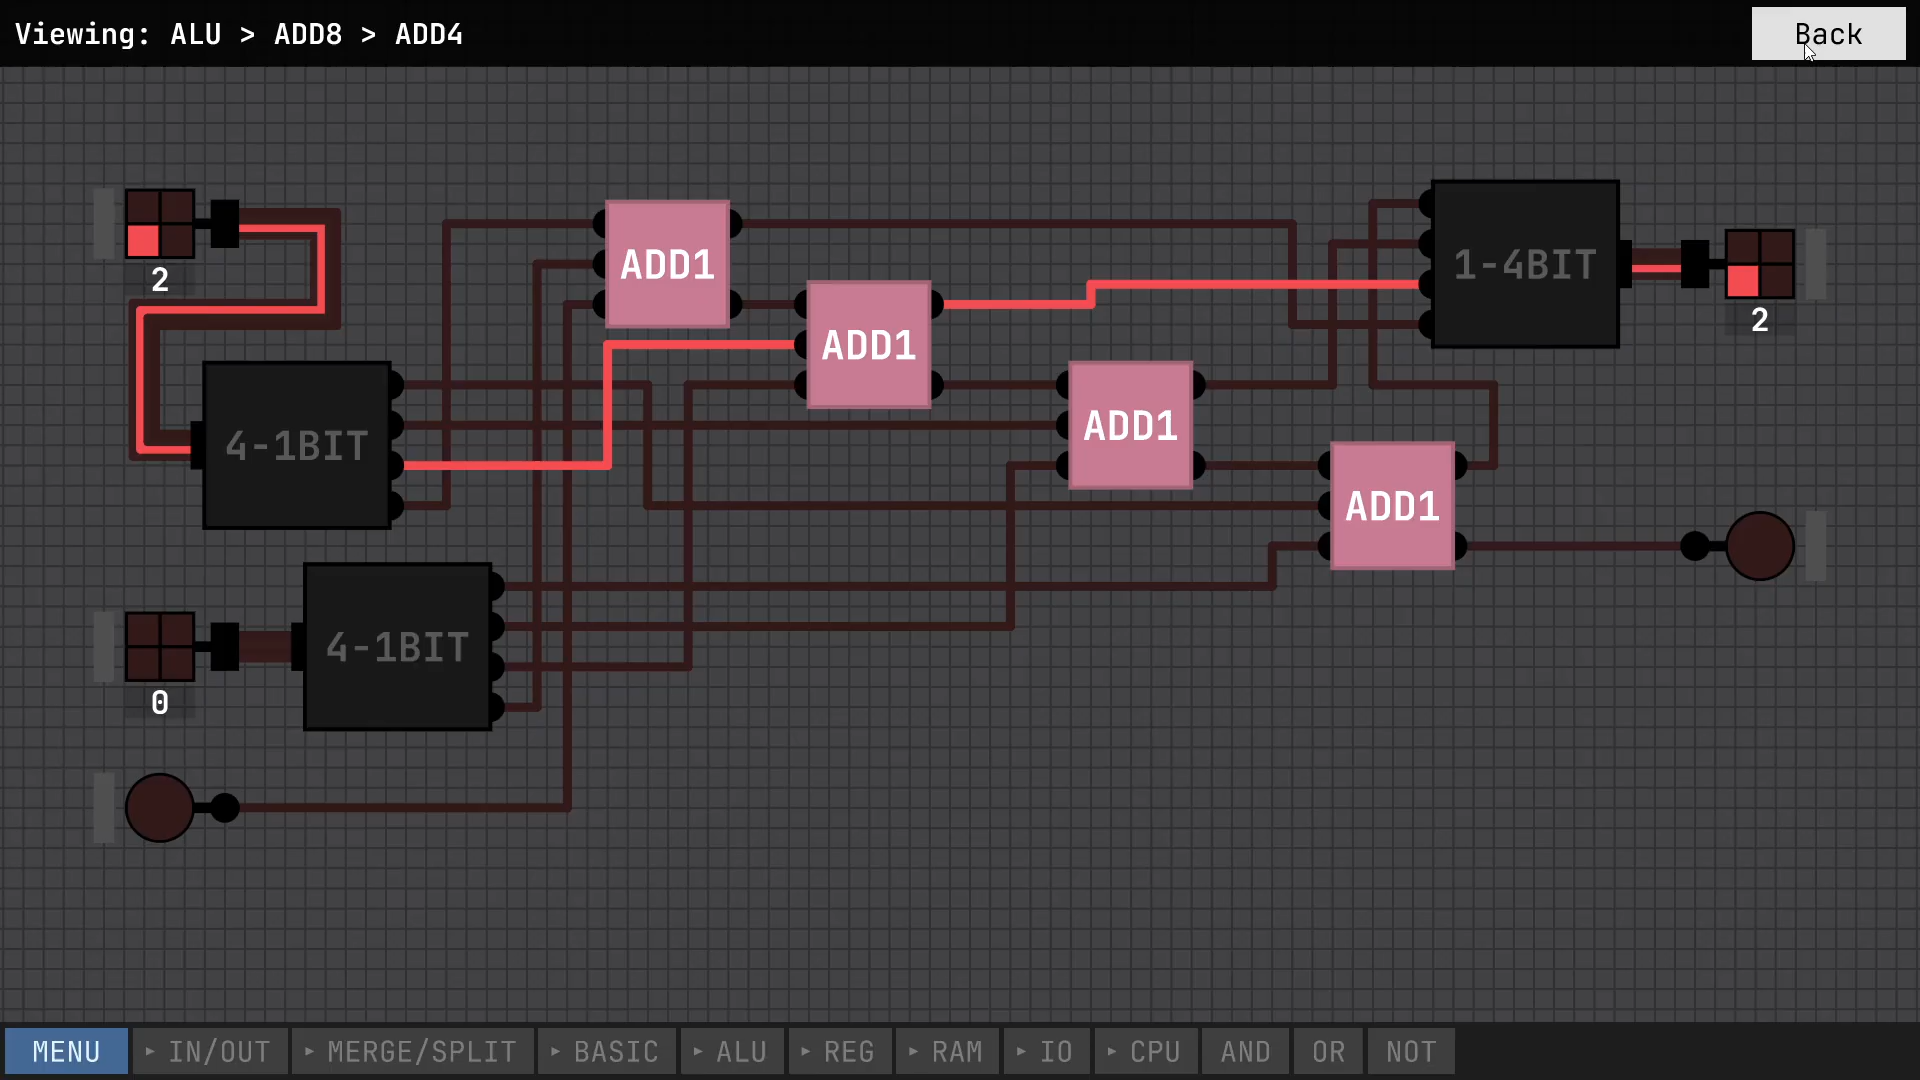 Viewing: ALU > ADD8 > ADD4
Back
2
ADD1
ADD1
1-4BIT
2
4-1BIT
ADD1
ADD1
4-1BIT
0
MENU
▸ IN/OUT
▸ MERGE/SPLIT
▸ BASIC
▸ ALU
▸ REG
▸ RAM
▸ IO
▸ CPU
AND
OR
NOT